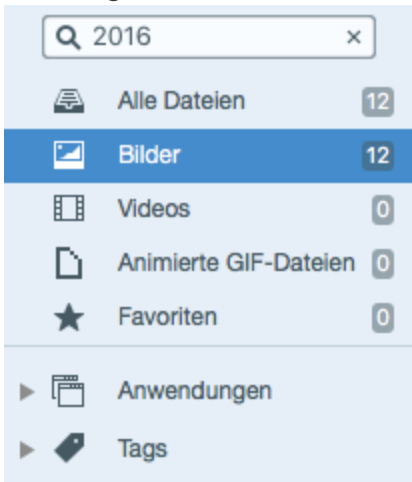 2016 ×
Alle Dateien 12
Bilder 12
Videos 0
Animierte GIF-Dateien 0
Favoriten 0
Anwendungen
Tags